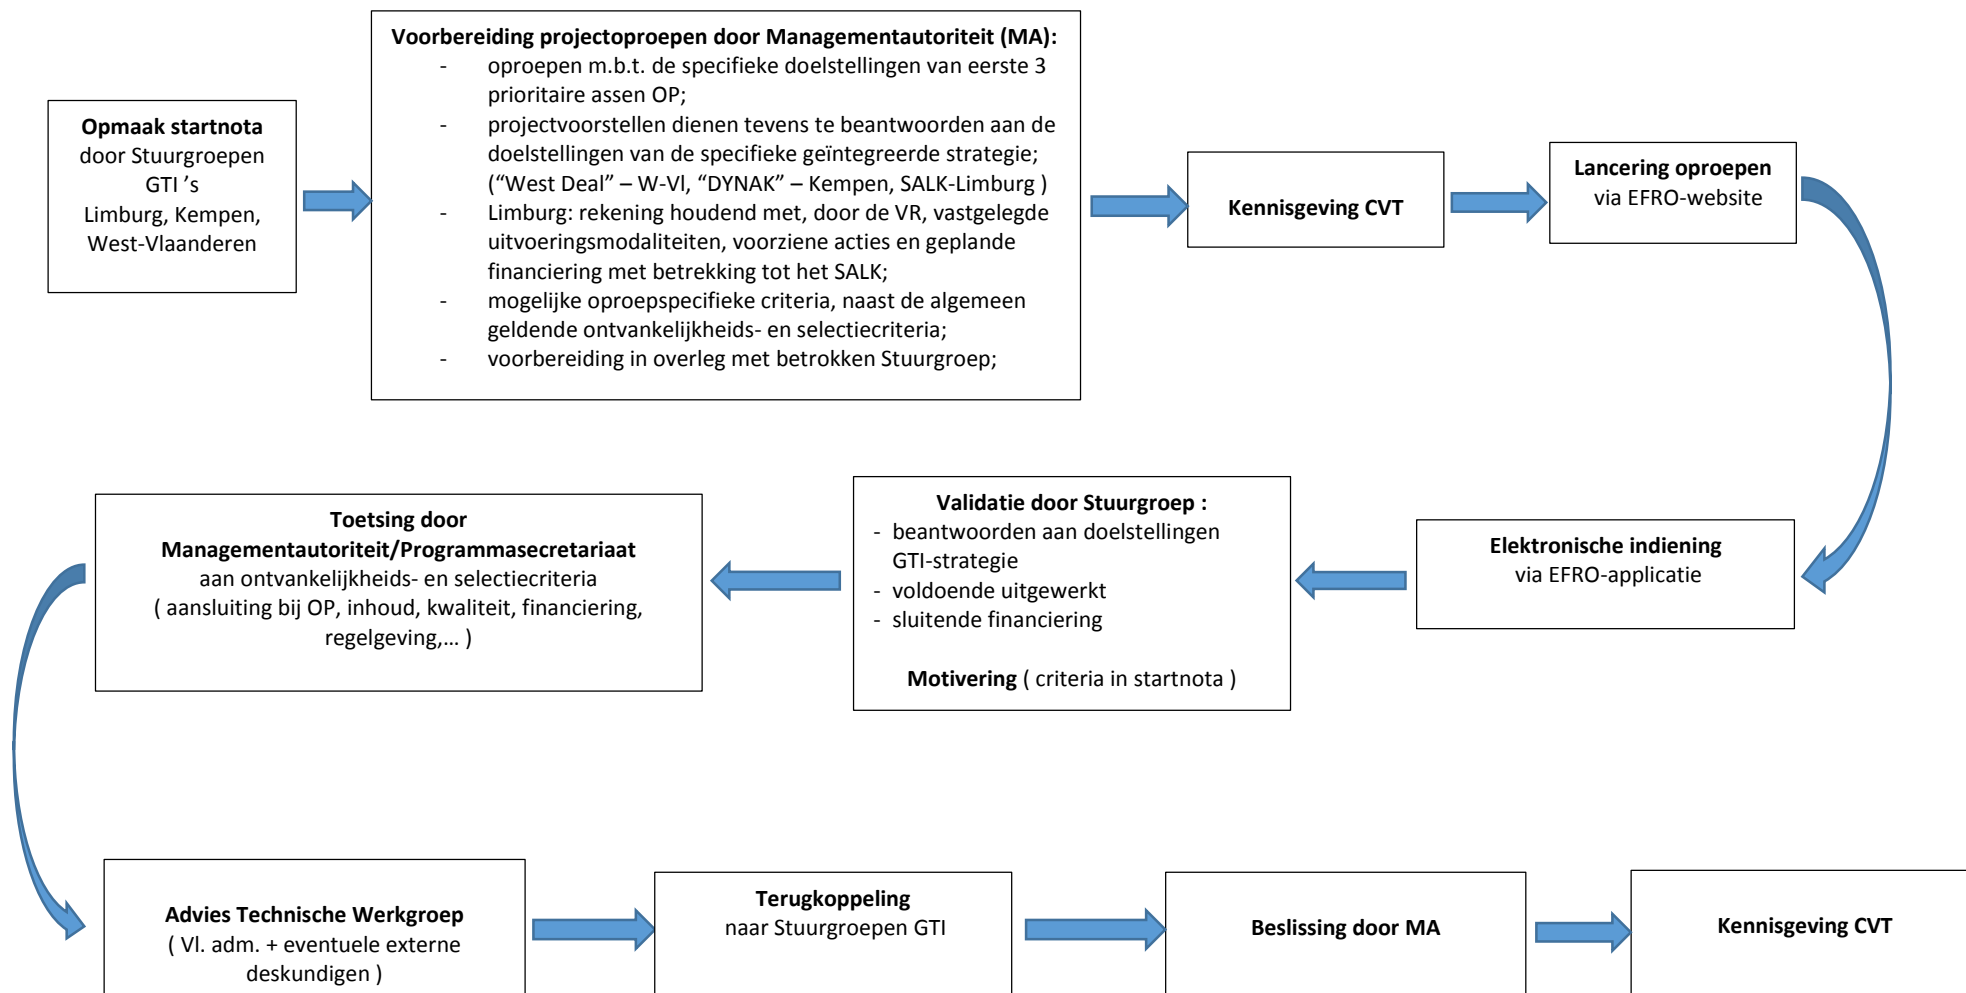 Opmaak startnota
door Stuurgroepen
GTI 's
Limburg, Kempen,
West-Vlaanderen
Voorbereiding projectoproepen door Managementautoriteit (MA):
- oproepen m.b.t. de specifieke doelstellingen van eerste 3
prioritaire assen OP;
- projectvoorstellen dienen tevens te beantwoorden aan de
doelstellingen van de specifieke geïntegreerde strategie;
("West Deal" – W-Vl, "DYNAK" – Kempen, SALK-Limburg )
- Limburg: rekening houdend met, door de VR, vastgelegde
uitvoeringsmodaliteiten, voorziene acties en geplande
financiering met betrekking tot het SALK;
- mogelijke oproepspecifieke criteria, naast de algemeen
geldende ontvankelijkheids- en selectiecriteria;
- voorbereiding in overleg met betrokken Stuurgroep;
Kennisgeving CVT
Lancering oproepen
via EFRO-website
Elektronische indiening
via EFRO-applicatie
Validatie door Stuurgroep :
- beantwoorden aan doelstellingen
GTI-strategie
- voldoende uitgewerkt
- sluitende financiering
Motivering ( criteria in startnota )
Toetsing door
Managementautoriteit/Programmasecretariaat
aan ontvankelijkheids- en selectiecriteria
( aansluiting bij OP, inhoud, kwaliteit, financiering,
regelgeving,... )
Advies Technische Werkgroep
( Vl. adm. + eventuele externe
deskundigen )
Terugkoppeling
naar Stuurgroepen GTI
Beslissing door MA
Kennisgeving CVT